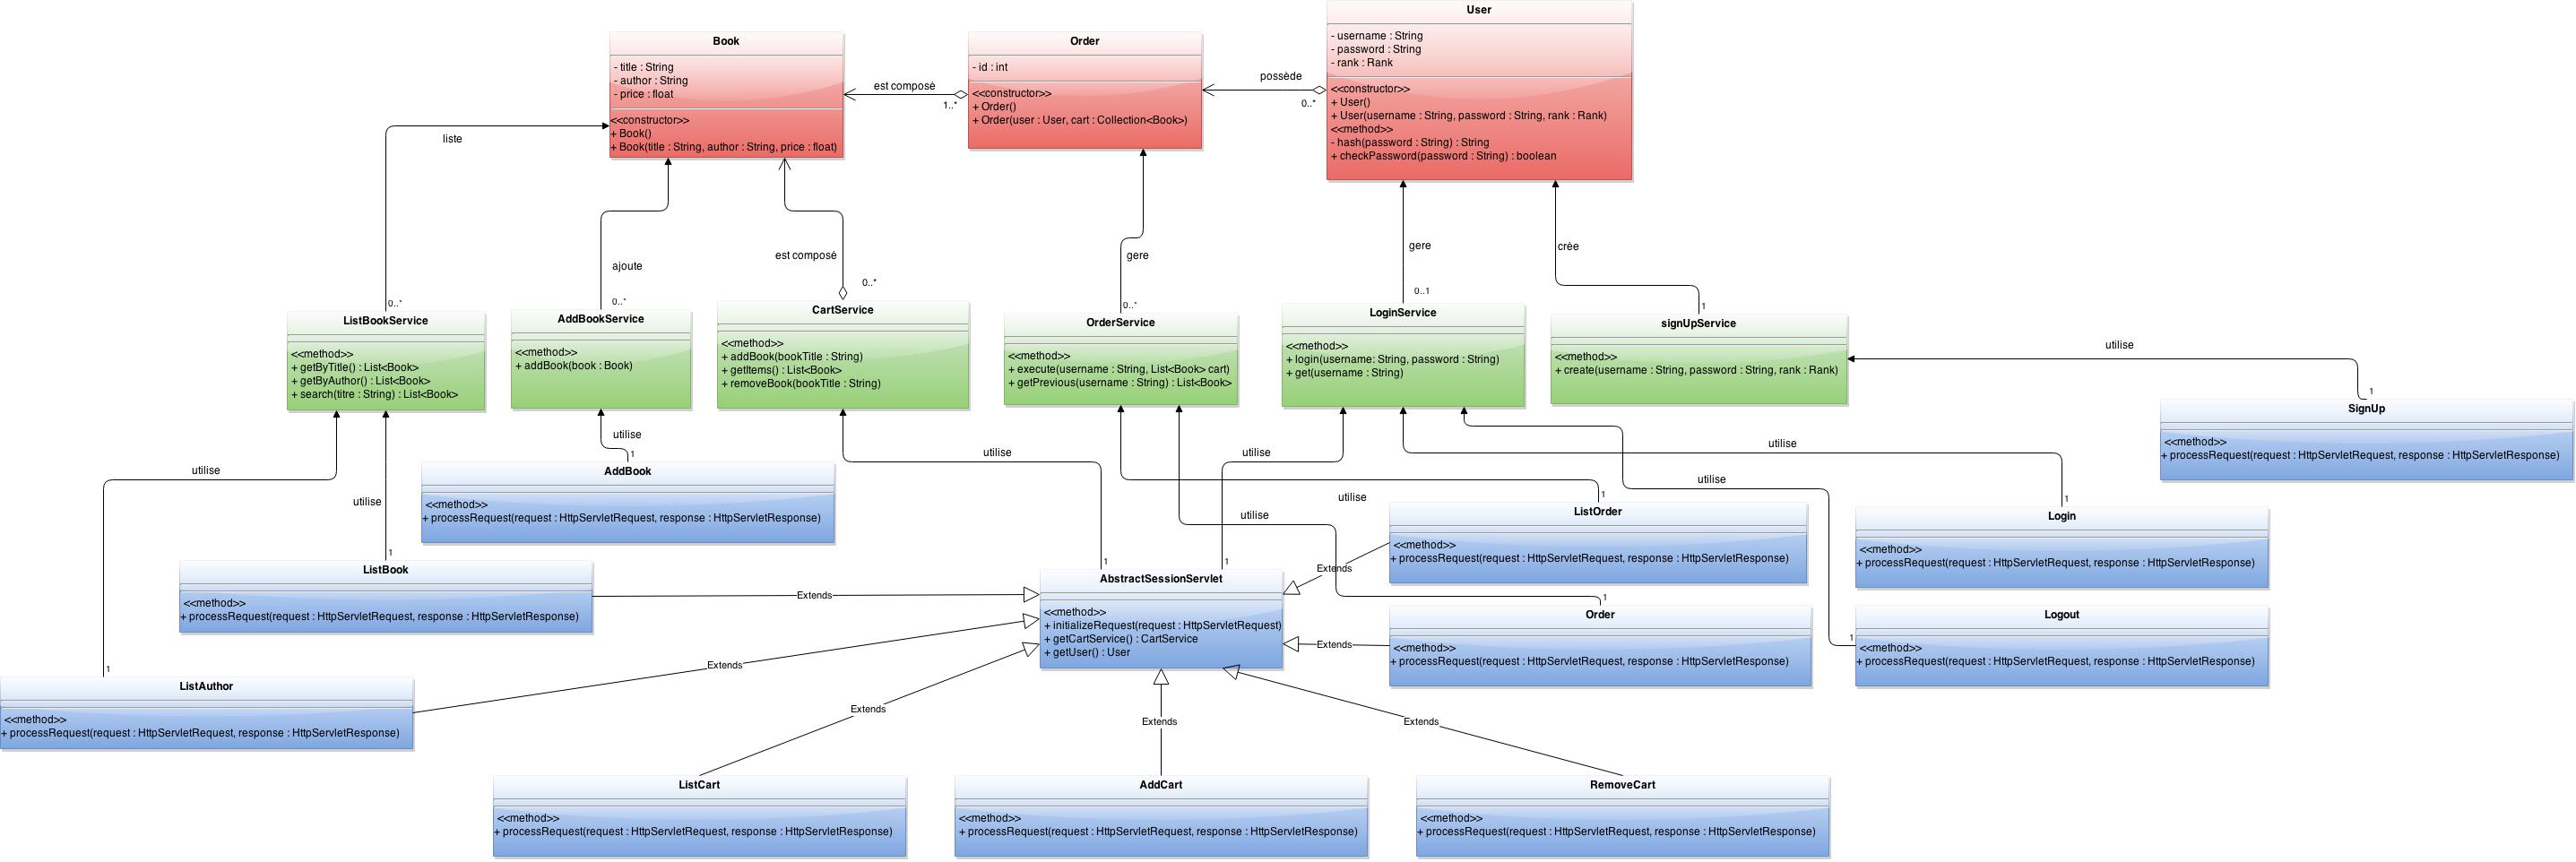 User
- username : String
- password : String
- rank : Rank
<<constructor>>
+ User()
+ User(username : String, password : String, rank : Rank)
<<method>>
- hash(password : String) : String
+ checkPassword(password : String) : boolean
Book
- title : String
- author : String
- price : float
<<constructor>>
+ Book()
+ Book(title : String, author : String, price : float)
est composé
1..*
Order
- id : int
<<constructor>>
+ Order()
+ Order(user : User, cart : Collection<Book>)
possède
0..*
liste
0..*
ajoute
0..*
est composé
0..*
gere
0..*
gere
0..1
crée
1
ListBookService
<<method>>
+ getByTitle() : List<Book>
+ getByAuthor() : List<Book>
+ search(titre : String) : List<Book>
AddBookService
<<method>>
+ addBook(book : Book)
CartService
<<method>>
+ addBook(bookTitle : String)
+ getItems() : List<Book>
+ removeBook(bookTitle : String)
OrderService
<<method>>
+ execute(username : String, List<Book> cart)
+ getPrevious(username : String) : List<Book>
LoginService
<<method>>
+ login(username: String, password : String)
+ get(username : String)
signUpService
<<method>>
+ create(username : String, password : String, rank : Rank)
utilise
1
SignUp
<<method>>
+ processRequest(request : HttpServletRequest, response : HttpServletResponse)
utilise
1
utilise
1
AddBook
<<method>>
+ processRequest(request : HttpServletRequest, response : HttpServletResponse)
utilise
1
utilise
1
utilise
1
utilise
1
utilise
1
utilise
1
utilise
1
ListOrder
<<method>>
+ processRequest(request : HttpServletRequest, response : HttpServletResponse)
Login
<<method>>
+ processRequest(request : HttpServletRequest, response : HttpServletResponse)
ListBook
<<method>>
+ processRequest(request : HttpServletRequest, response : HttpServletResponse)
Extends
AbstractSessionServlet
<<method>>
+ initializeRequest(request : HttpServletRequest)
+ getCartService() : CartService
+ getUser() : User
Extends
Extends
Order
<<method>>
+ processRequest(request : HttpServletRequest, response : HttpServletResponse)
Logout
<<method>>
+ processRequest(request : HttpServletRequest, response : HttpServletResponse)
ListAuthor
<<method>>
+ processRequest(request : HttpServletRequest, response : HttpServletResponse)
Extends
Extends
Extends
Extends
ListCart
<<method>>
+ processRequest(request : HttpServletRequest, response : HttpServletResponse)
AddCart
<<method>>
+ processRequest(request : HttpServletRequest, response : HttpServletResponse)
RemoveCart
<<method>>
+ processRequest(request : HttpServletRequest, response : HttpServletResponse)